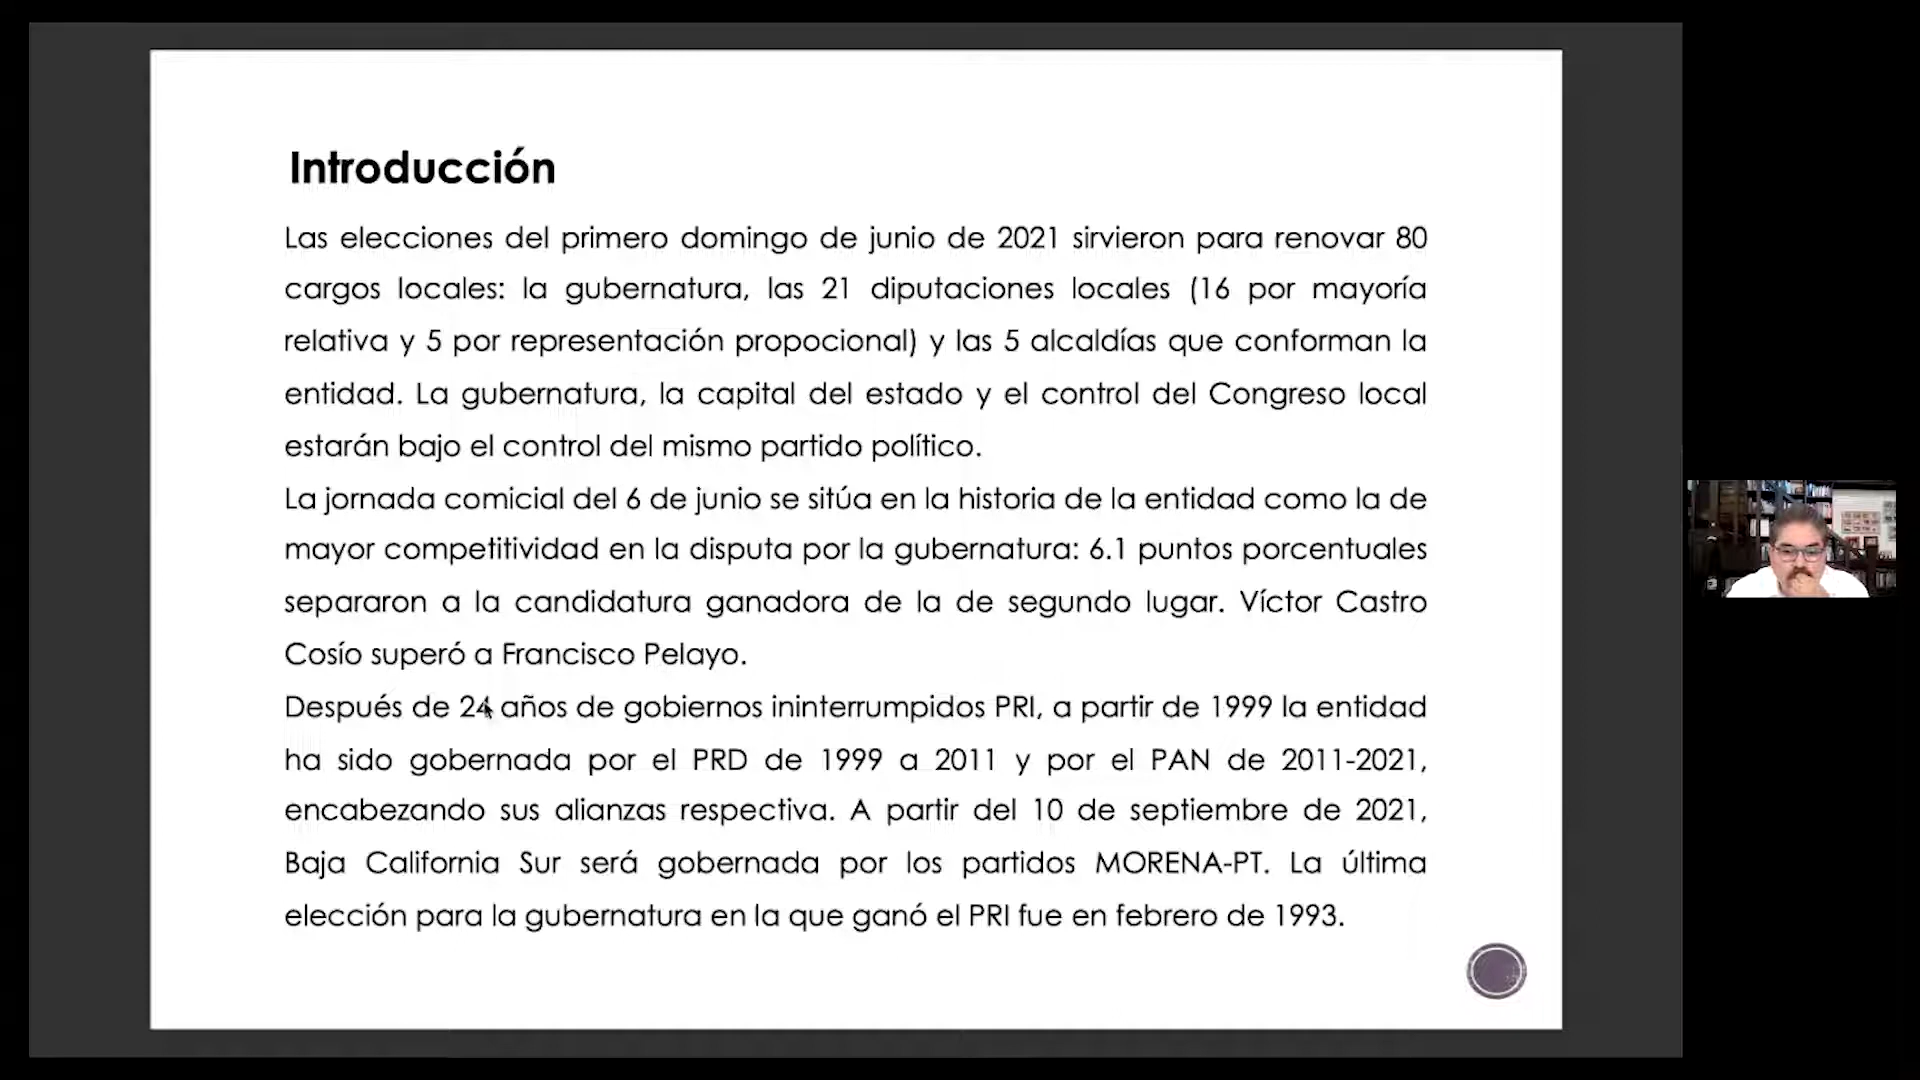 Introducción
Las elecciones del primero domingo de junio de 2021 sirvieron para renovar 80
cargos locales: la gubernatura, las 21 diputaciones locales (16 por mayoría
relativa y 5 por representación propocional) y las 5 alcaldías que conforman la
entidad. La gubernatura, la capital del estado y el control del Congreso local
estarán bajo el control del mismo partido político.
La jornada comicial del 6 de junio se sitúa en la historia de la entidad como la de
mayor competitividad en la disputa por la gubernatura: 6.1 puntos porcentuales
separaron a la candidatura ganadora de la de segundo lugar. Víctor Castro
Cosío superó a Francisco Pelayo.
Después de 24 años de gobiernos ininterrumpidos PRI, a partir de 1999 la entidad
ha sido gobernada por el PRD de 1999 a 2011 y por el PAN de 2011-2021,
encabezando sus alianzas respectiva. A partir del 10 de septiembre de 2021,
Baja California Sur será gobernada por los partidos MORENA-PT. La última
elección para la gubernatura en la que ganó el PRI fue en febrero de 1993.